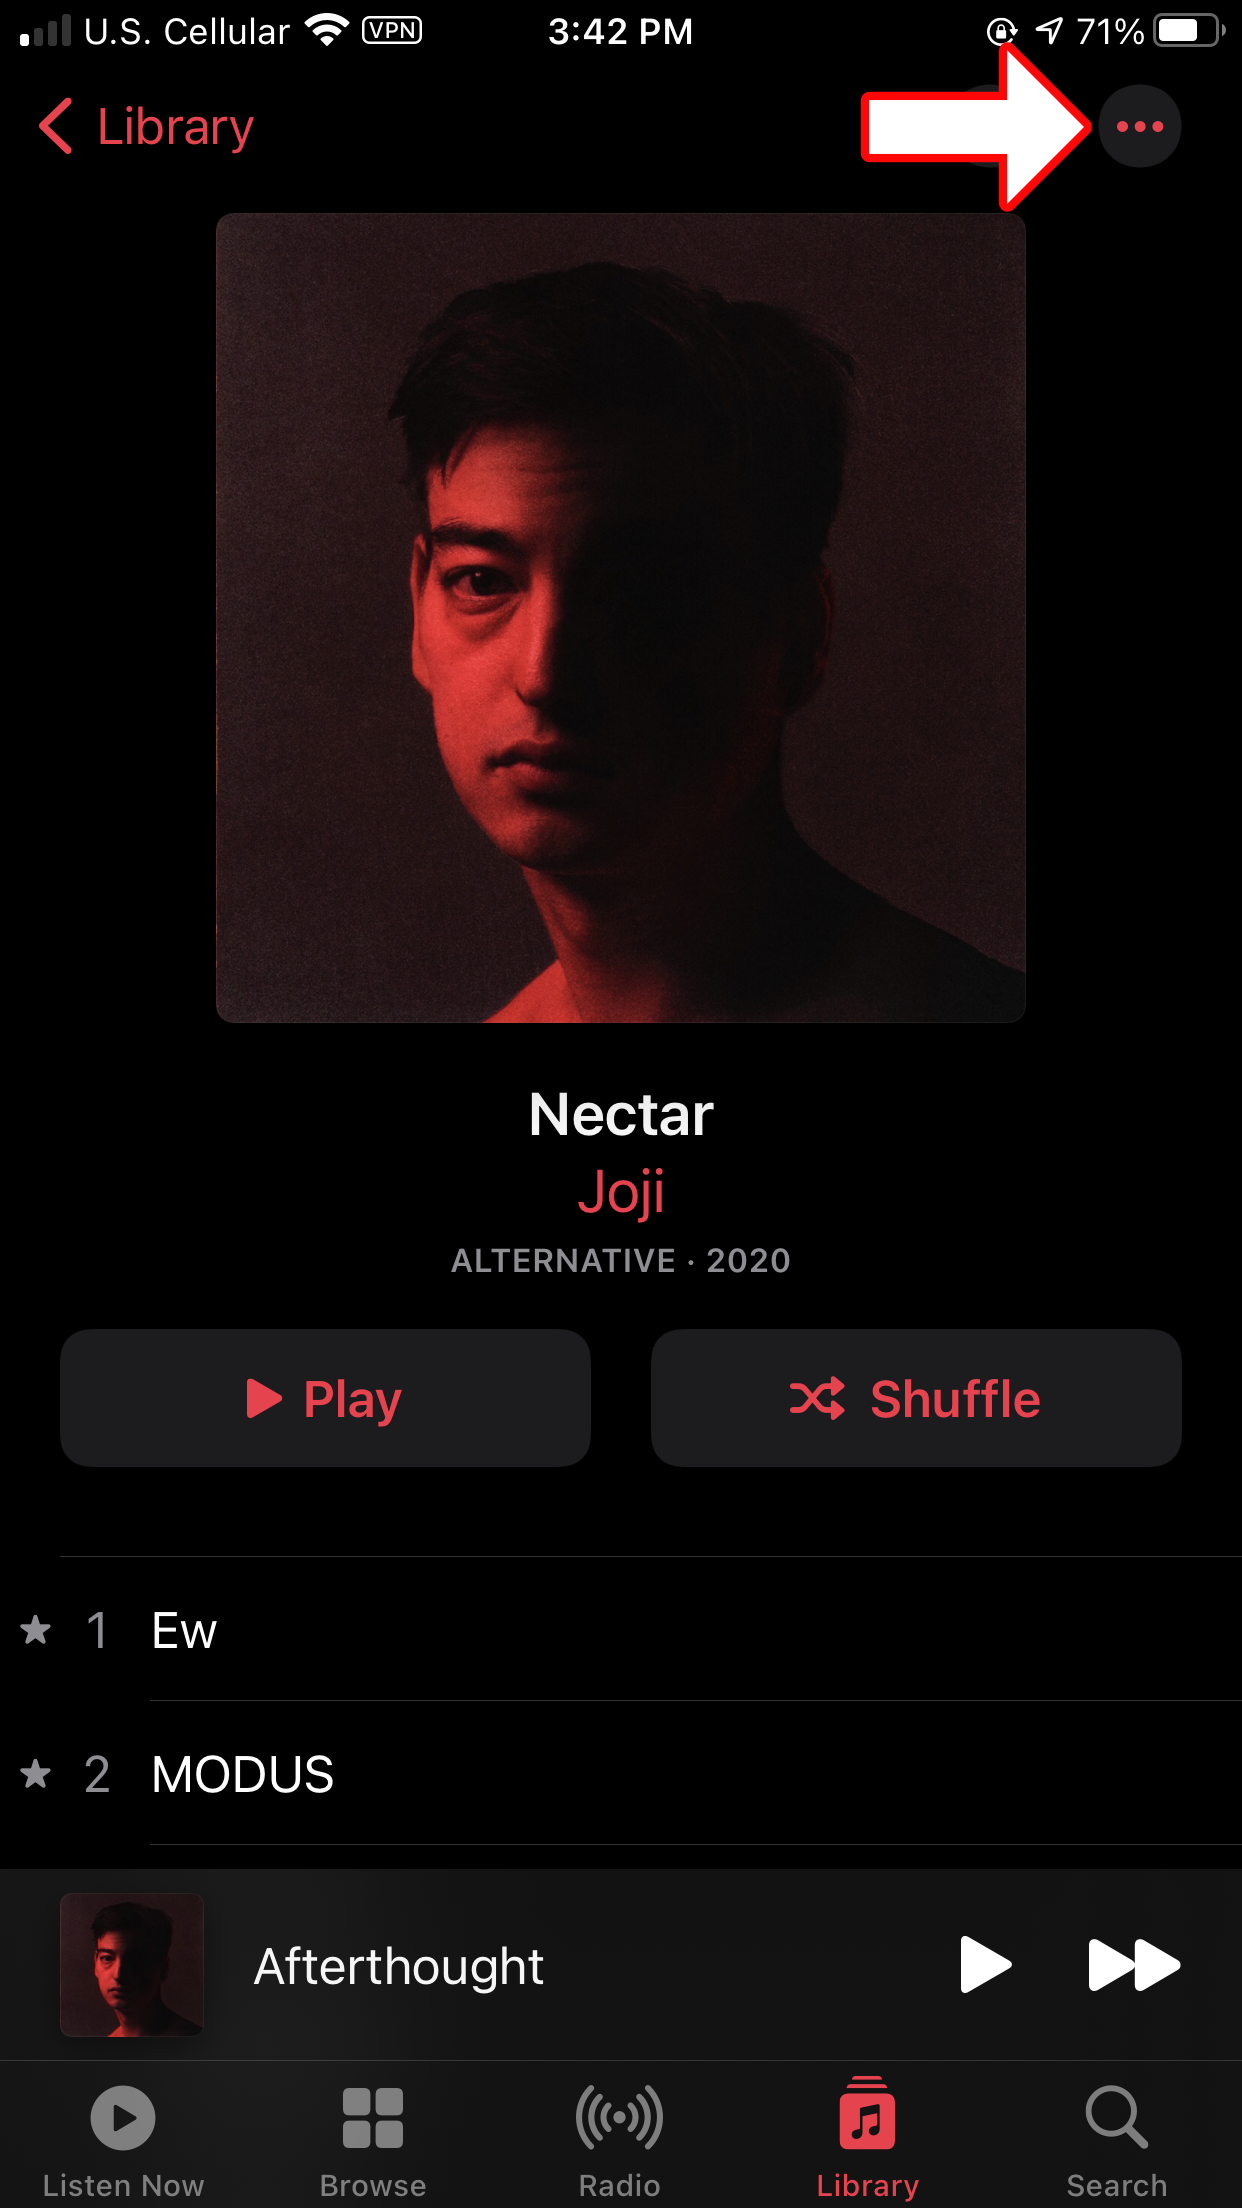 U.S. Cellular VPN 3:42 PM 71%
Library
Nectar
Joji
ALTERNATIVE · 2020
Play Shuffle
1 Ew
2 MODUS
Afterthought
Listen Now Browse Radio Library Search